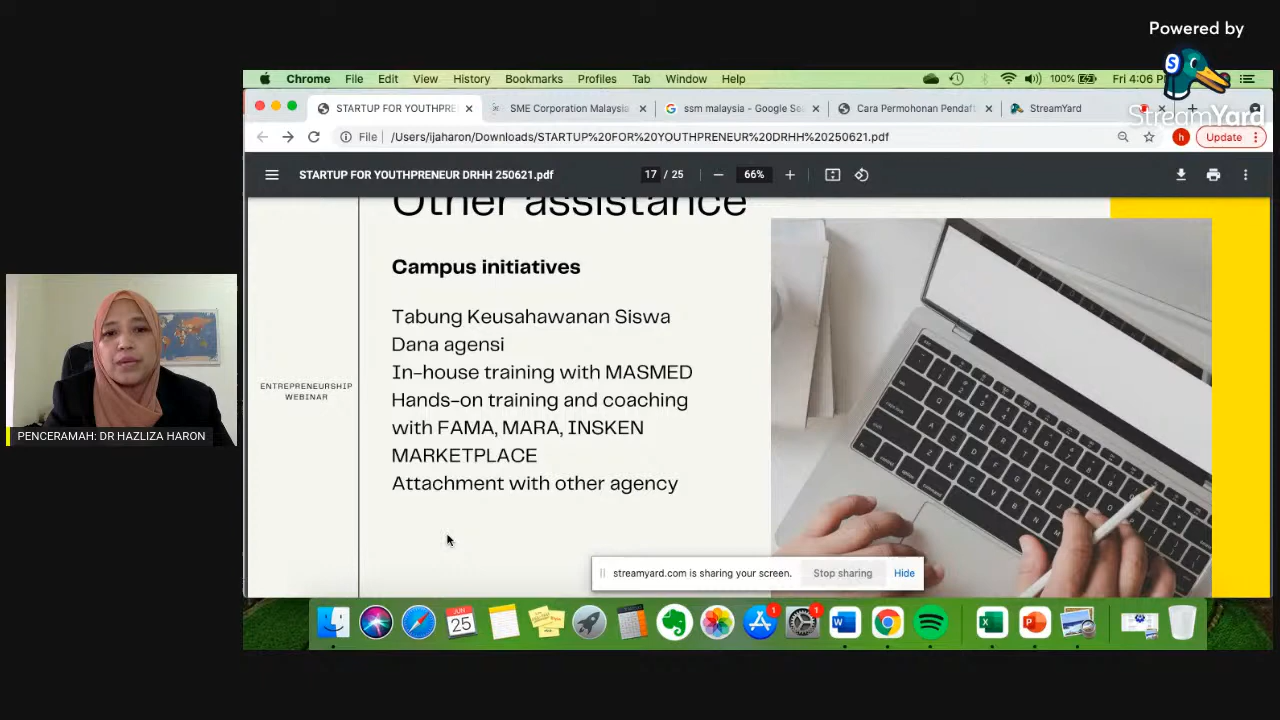 Powered by
StreamYard
Chrome File Edit View History Bookmarks Profiles Tab Window Help
100%
Fri 4:06 P
STARTUP FOR YOUTHPRE
SME Corporation Malaysia
ssm malaysia - Google Se
Cara Permohonan Pendaft
StreamYard
File
/Users/ijaharon/Downloads/STARTUP%20FOR%20YOUTHPRENEUR%20DRHH%20250621.pdf
h
Update
STARTUP FOR YOUTHPRENEUR DRHH 250621.pdf
17 / 25
66%
Other assistance
Campus initiatives
Tabung Keusahawanan Siswa
Dana agensi
In-house training with MASMED
Hands-on training and coaching
with FAMA, MARA, INSKEN
MARKETPLACE
Attachment with other agency
ENTREPRENEURSHIP
WEBINAR
PENCERAMAH: DR HAZLIZA HARON
streamyard.com is sharing your screen.
Stop sharing
Hide
JUN
25
1
1